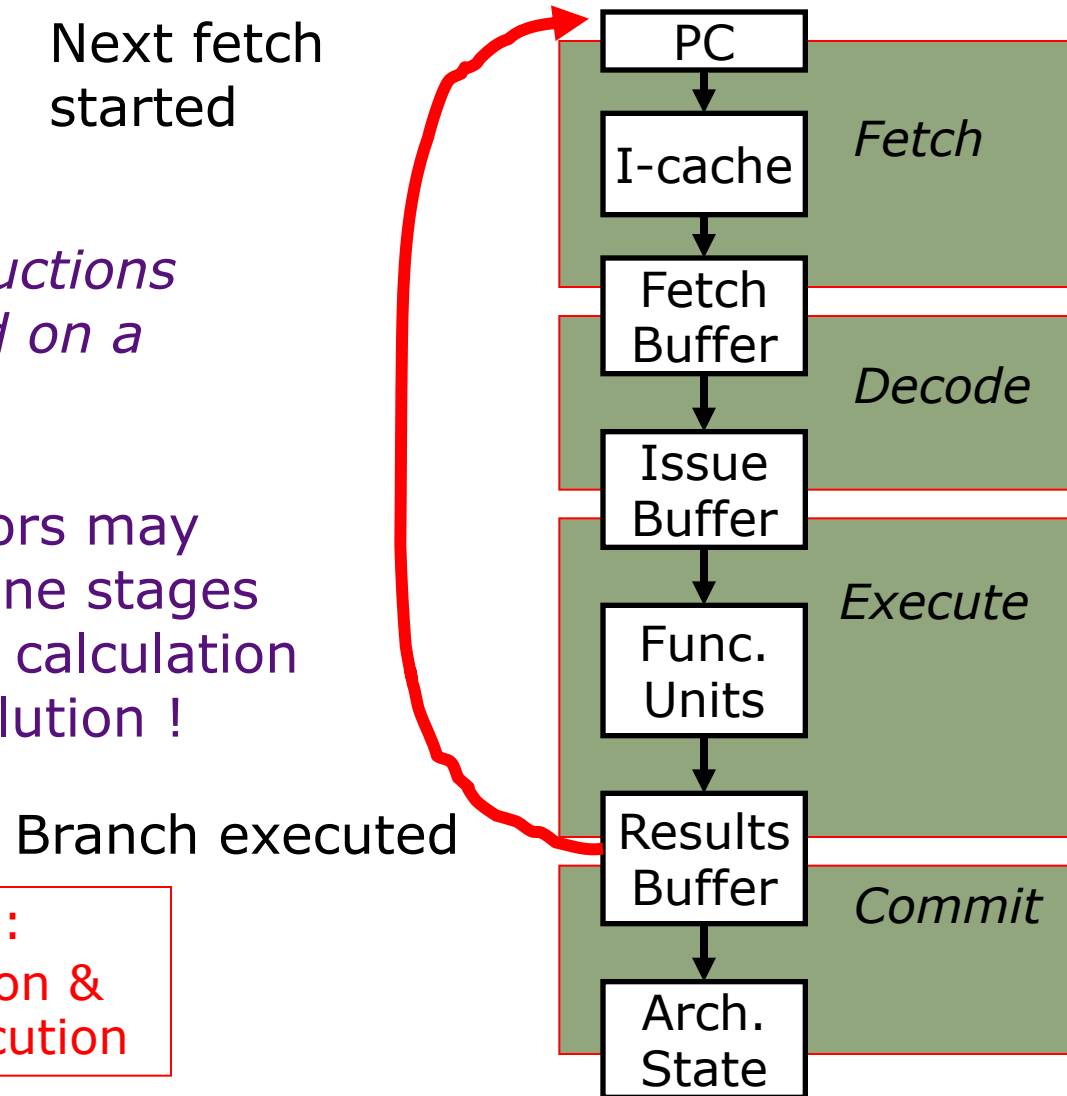 Next fetch
started
uctions
d on a
ors may
ne stages
calculation
lution !
Branch executed
:
on &
cution
PC
I-cache
Fetch
Fetch
Buffer
Decode
Issue
Buffer
Execute
Func.
Units
Results
Buffer
Commit
Arch.
State